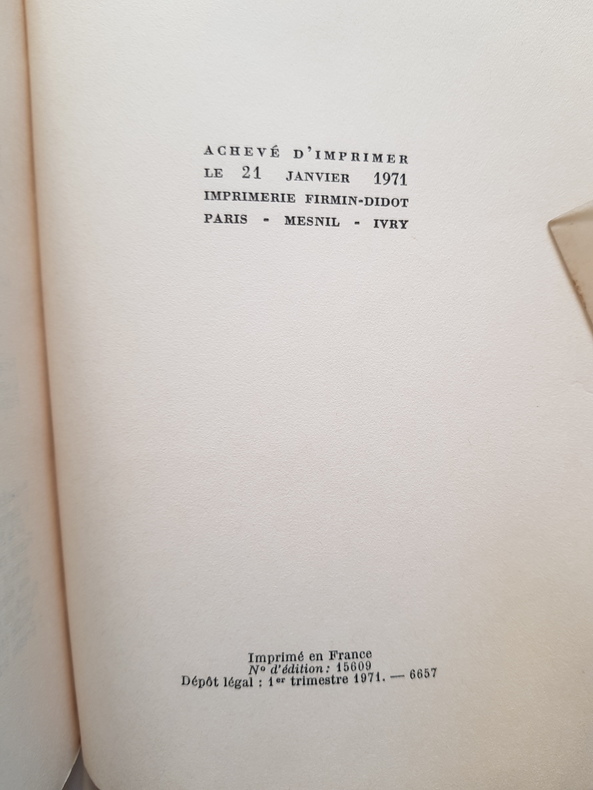 ACHEVÉ D'IMPRIMER
LE 21 JANVIER 1971
IMPRIMERIE FIRMIN-DIDOT
PARIS - MESNIL - IVRY
Imprimé en France
Nº d'édition : 15609
Dépôt légal : 1er trimestre 1971. — 6657